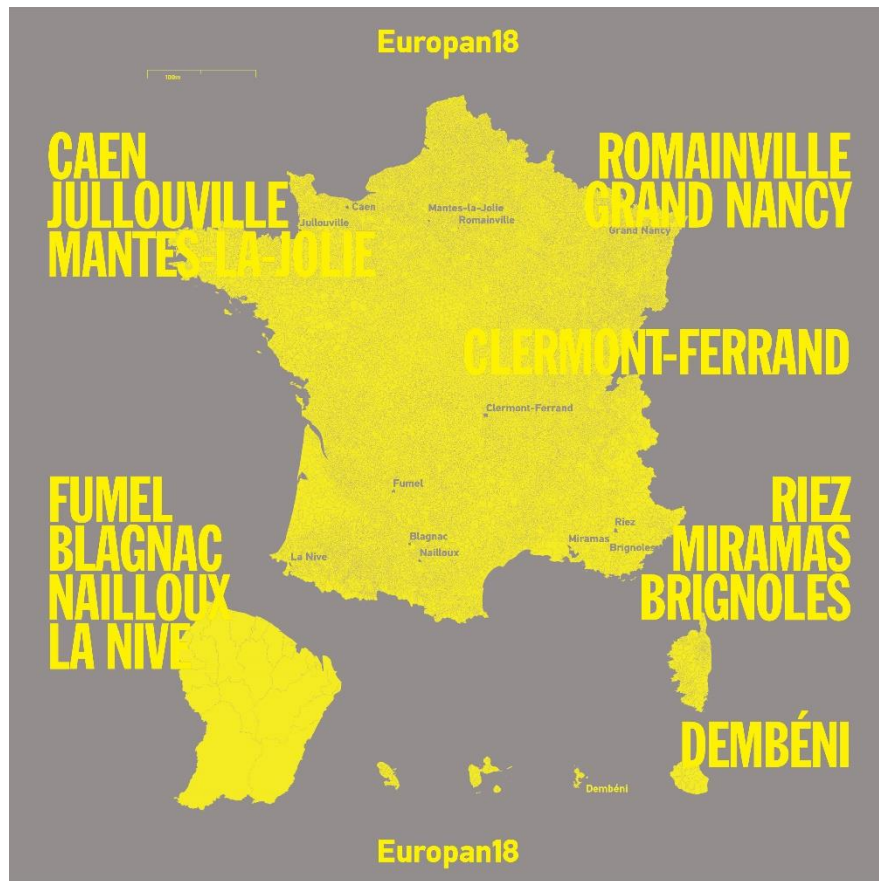 Europan18
100m
CAEN
JULLOUVILLE
MANTES-LA-JOLIE
ROMAINVILLE
GRAND NANCY
Caen
Jullouville
Mantes-la-Jolie
Romainville
Grand Nancy
CLERMONT-FERRAND
Clermont-Ferrand
FUMEL
BLAGNAC
NAILLOUX
LA NIVE
Fumel
Blagnac
Nailloux
La Nive
Riez
Miramas
Brignoles
RIEZ
MIRAMAS
BRIGNOLES
DEMBÉNI
Dembéni
Europan18